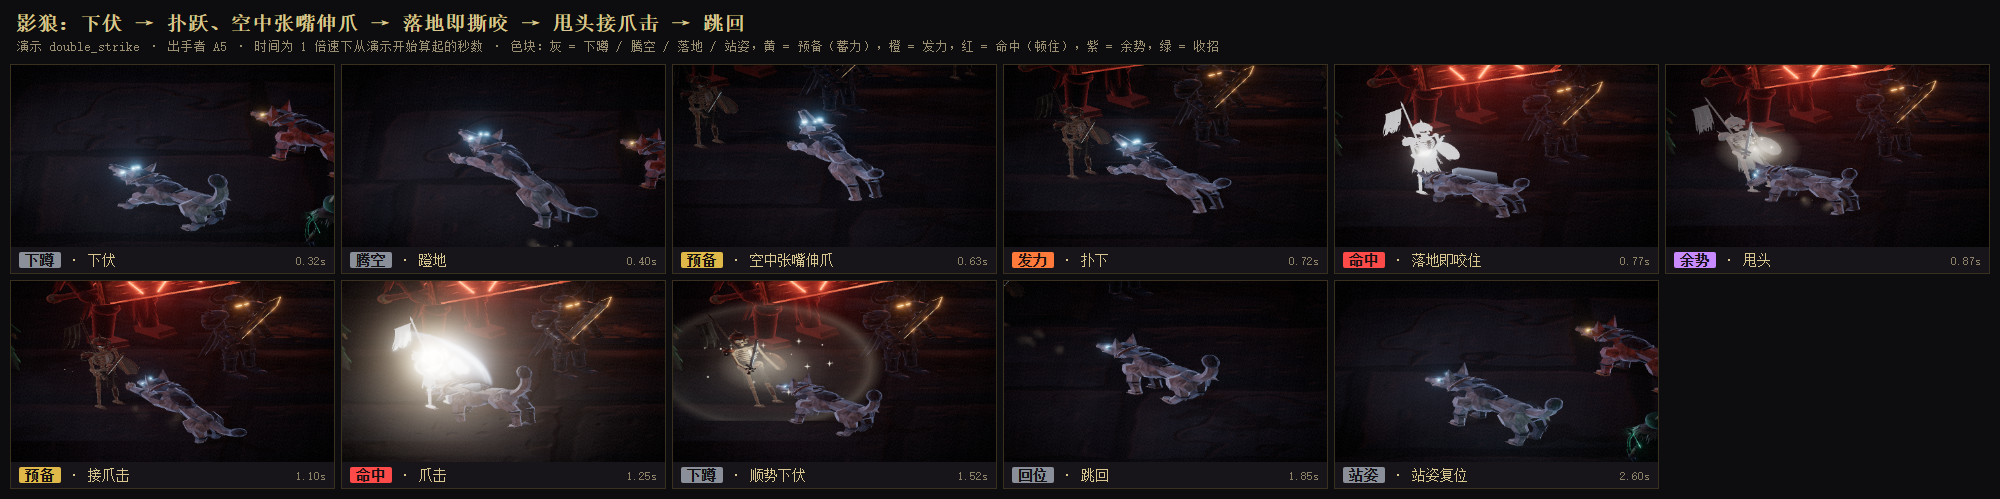 影狼: 下伏 → 扑跃、空中张嘴伸爪 → 落地即撕咬 → 甩头接爪击 → 跳回
演示 double_strike · 出手者 A5 · 时间为 1 倍速下从演示开始算起的秒数 · 色块: 灰 = 下蹲 / 腾空 / 落地 / 站姿, 黄 = 预备（蓄力）, 橙 = 发力, 红 = 命中（顿住）, 紫 = 余势, 绿 = 收招
下蹲 · 下伏 0.32s
腾空 · 蹬地 0.40s
预备 · 空中张嘴伸爪 0.63s
发力 · 扑下 0.72s
命中 · 落地即咬住 0.77s
余势 · 甩头 0.87s
预备 · 接爪击 1.10s
命中 · 爪击 1.25s
下蹲 · 顺势下伏 1.52s
回位 · 跳回 1.85s
站姿 · 站姿复位 2.60s